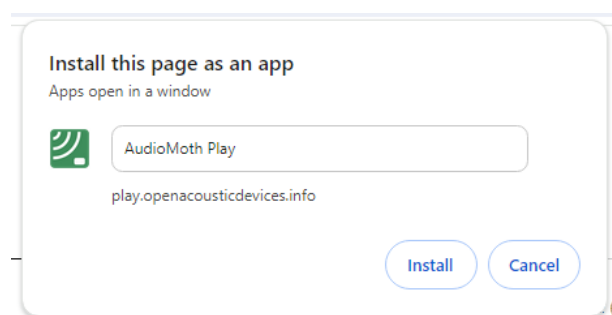 Install this page as an app
Apps open in a window
AudioMoth Play
play.openacousticdevices.info
Install
Cancel